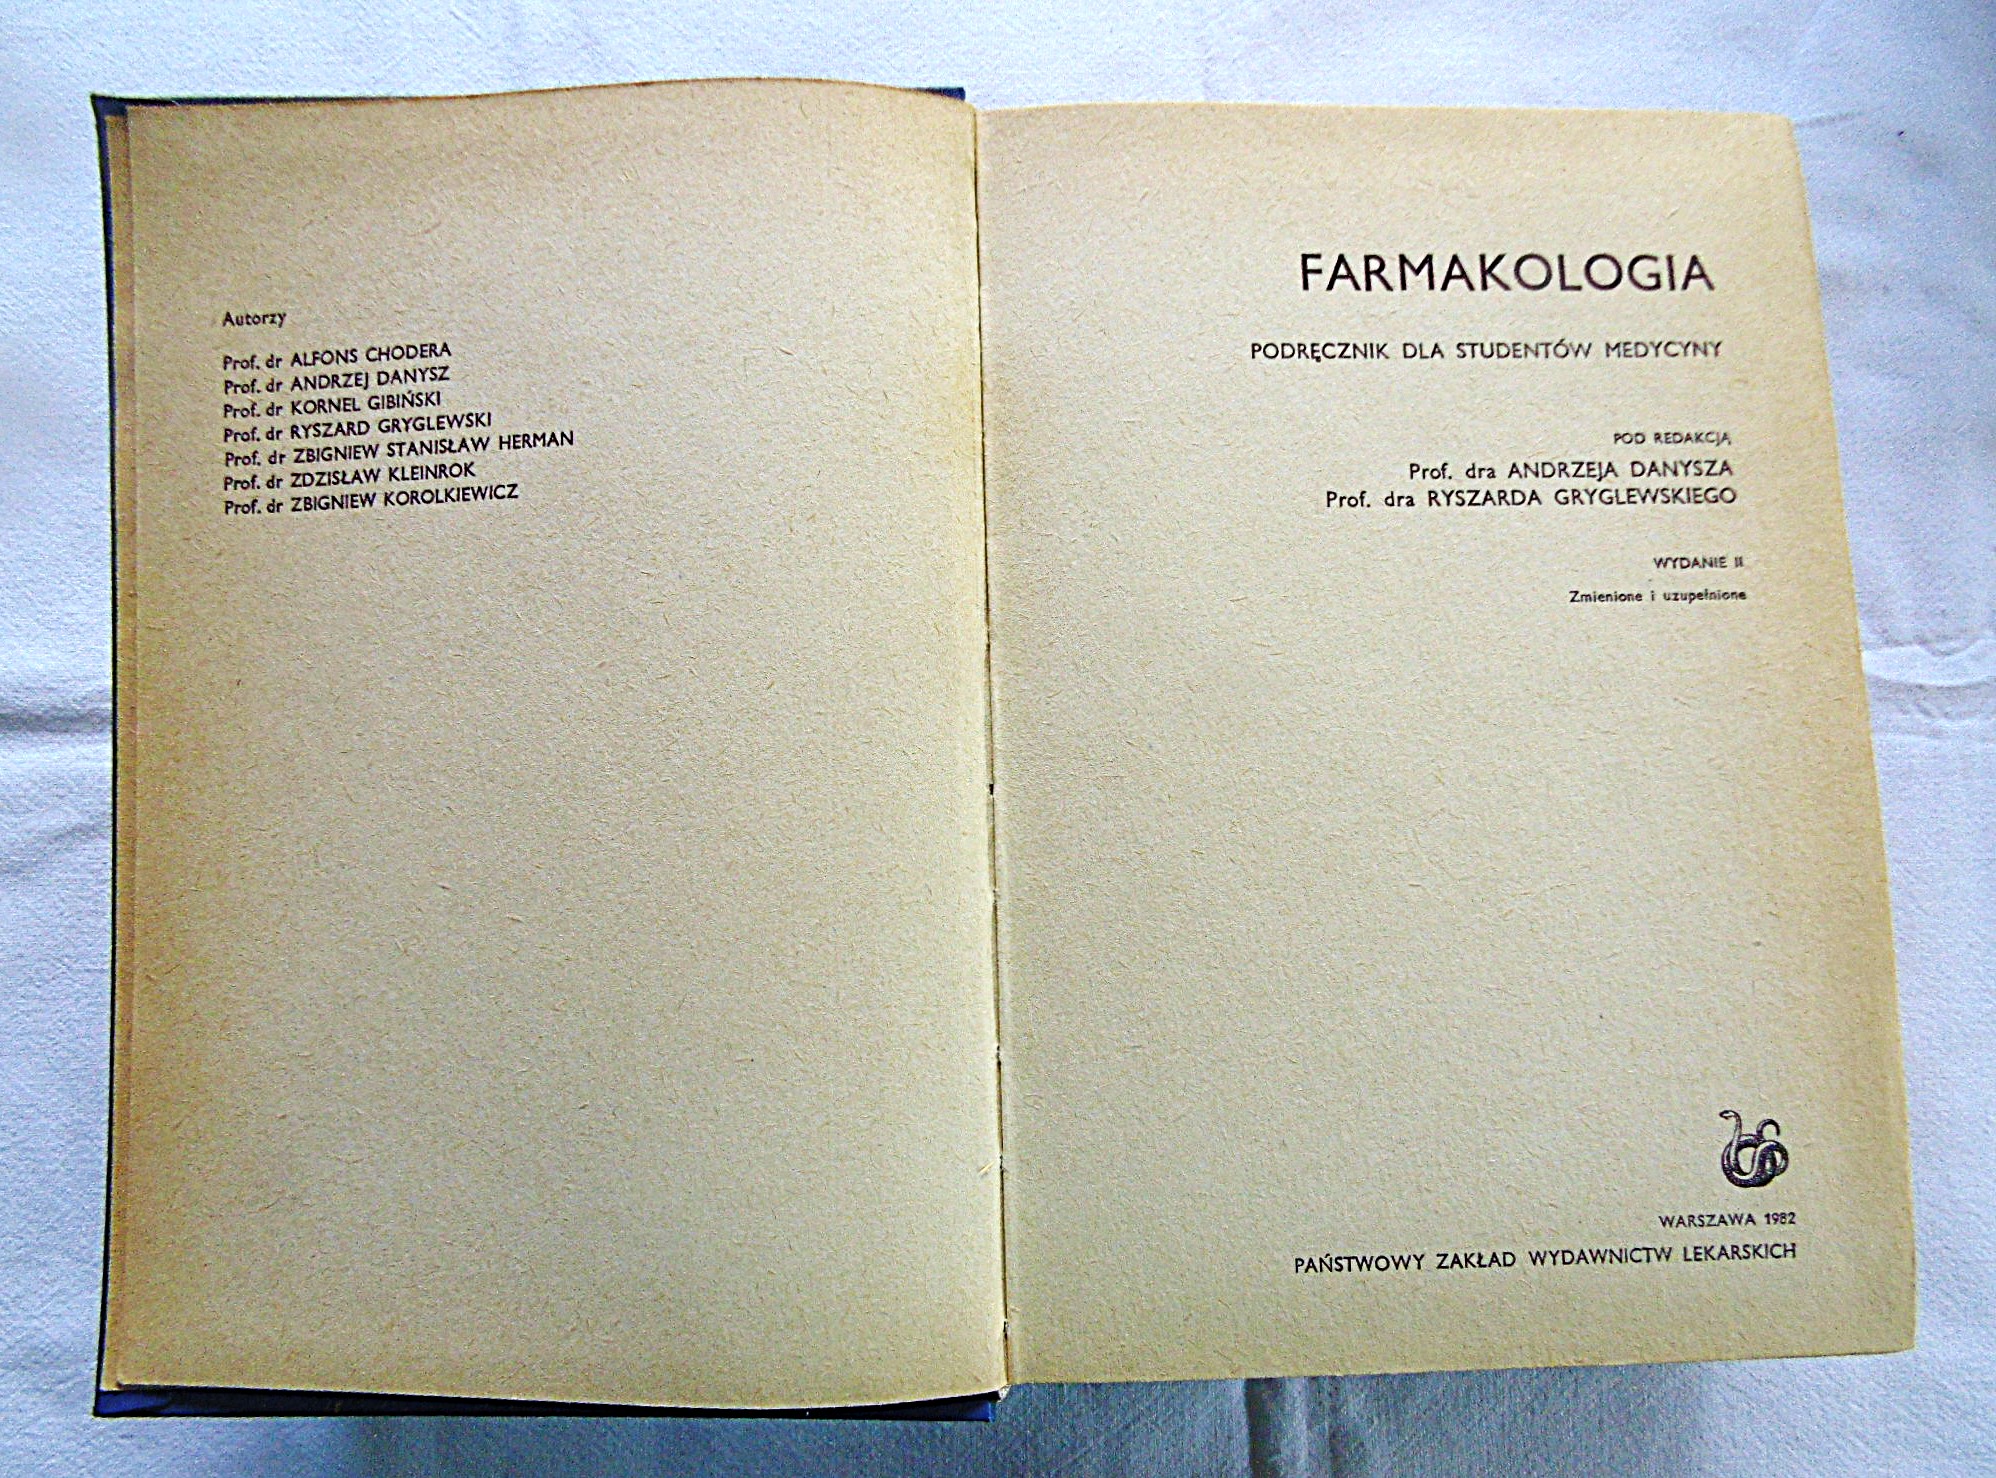 Autorzy
Prof. dr ALFONS CHODERA
Prof. dr ANDRZEJ DANYSZ
Prof. dr KORNEL GIBIŃSKI
Prof. dr RYSZARD GRYGLEWSKI
Prof. dr ZBIGNIEW STANISŁAW HERMAN
Prof. dr ZDZISŁAW KLEINROK
Prof. dr ZBIGNIEW KOROLKIEWICZ
FARMAKOLOGIA
PODRĘCZNIK DLA STUDENTÓW MEDYCYNY
POD REDAKCJĄ
Prof. dra ANDRZEJA DANYSZA
Prof. dra RYSZARDA GRYGLEWSKIEGO
WYDANIE II
Zmienione i uzupełnione
WARSZAWA 1982
PAŃSTWOWY ZAKŁAD WYDAWNICTW LEKARSKICH